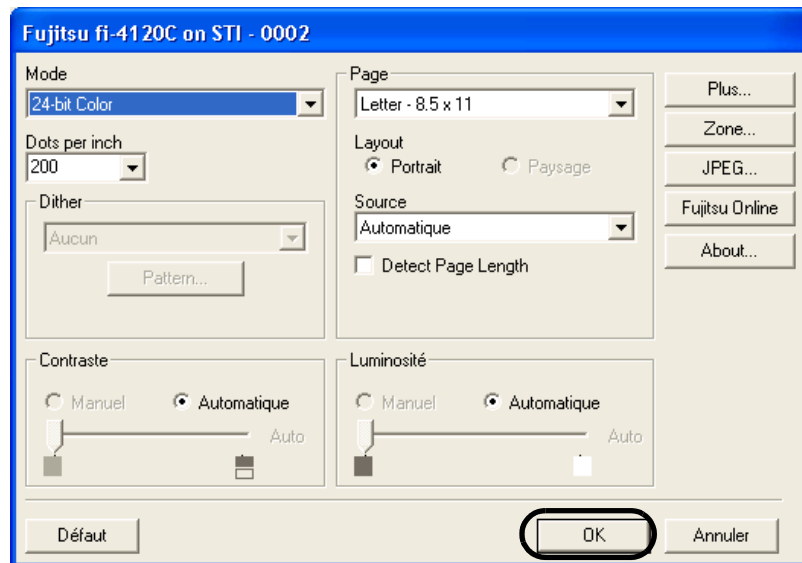 Fujitsu fi-4120C on STI - 0002
Mode
24-bit Color
Dots per inch
200
Dither
Aucun
Pattern...
Page
Letter - 8.5 x 11
Layout
Portrait Paysage
Source
Automatique
Detect Page Length
Plus...
Zone...
JPEG...
Fujitsu Online
About...
Contraste
Manuel Automatique
Auto
Luminosité
Manuel Automatique
Auto
Défaut OK Annuler